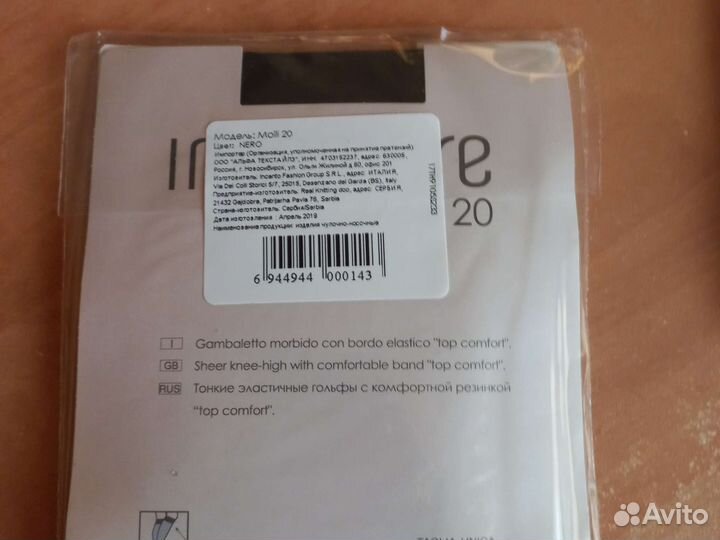 Модель: Molli 20
Цвет: NERO
Импортер (Организация, уполномоченная на принятие претензий):
ООО "АЛЬФА ТЕКСТАЙЛЗ", ИНН: 4703152237, адрес: 630005,
Россия, г. Новосибирск, ул. Ольги Жилиной д.60, офис 201
Изготовитель: Incanto Fashion Group S.R.L., адрес: ИТАЛИЯ,
Via Dei Colli Storici 5/7, 25015, Desenzano del Garda (BS), Italy
Предприятие-изготовитель: Real Knitting doo, адрес: СЕРБИЯ,
21432 Gajdobra, Patrijarha Pavla 76, Serbia
Страна-изготовитель: Сербия/Serbia
Дата изготовления: Апрель 2019
Наименование продукции: изделия чулочно-носочные
6 944944 000143
20
I Gambaletto morbido con bordo elastico "top comfort".
GB Sheer knee-high with comfortable band "top comfort".
RUS Тонкие эластичные гольфы с комфортной резинкой
"top comfort".
TAGLIA UNICA
Avito